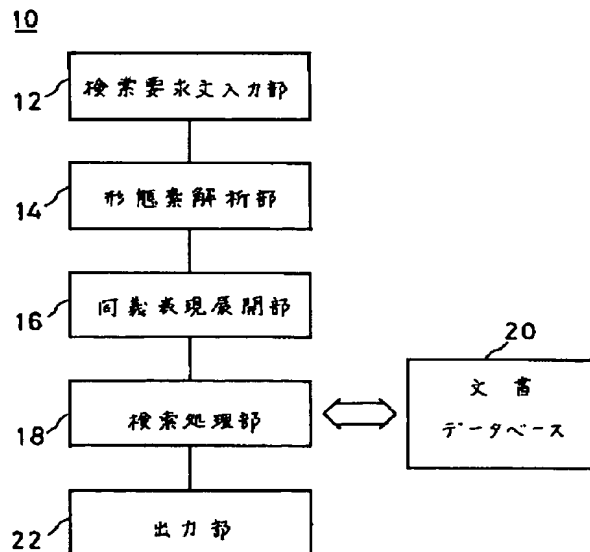 10
12
検索要求文入力部
14
形態素解析部
16
同義表現展開部
18
検索処理部
20
文書
データベース
22
出力部